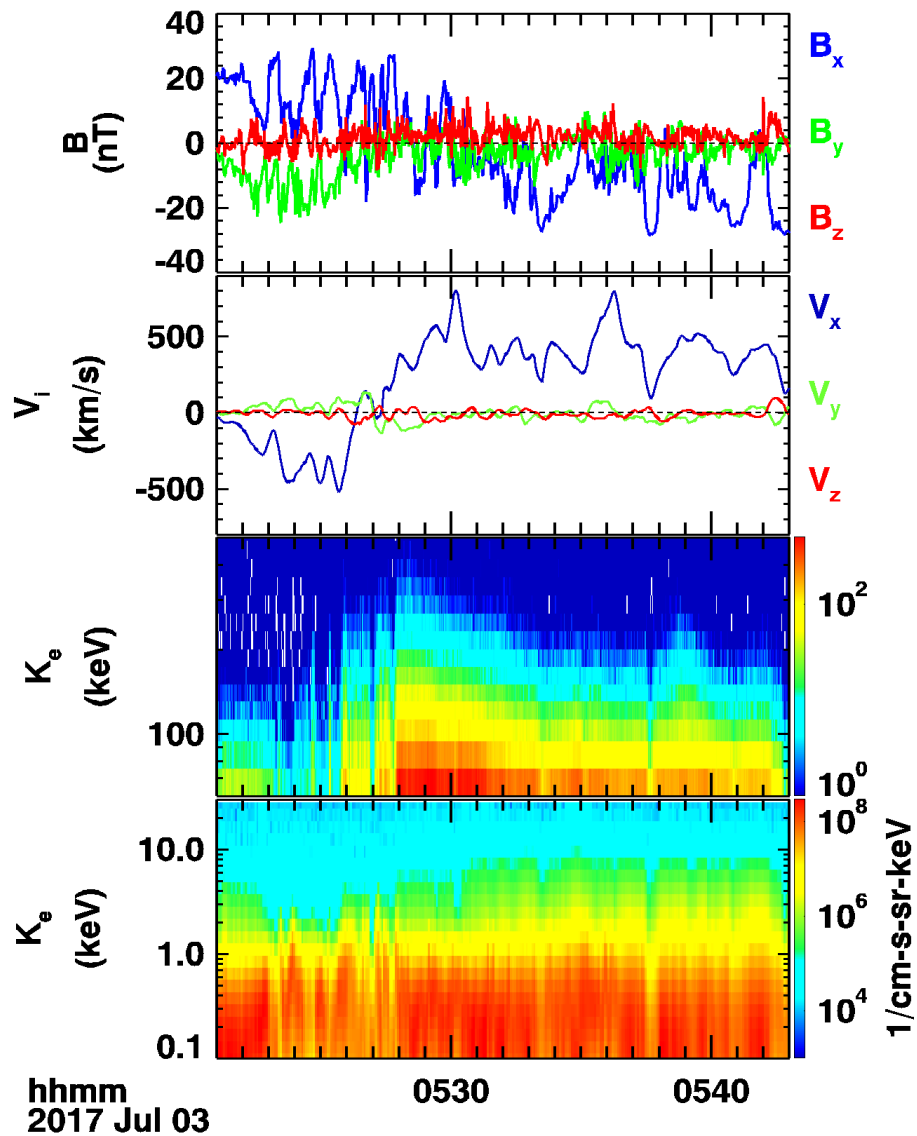 40
20
0
-20
-40
B
(nT)
Bx
By
Bz
500
0
-500
Vi
(km/s)
Vx
Vy
Vz
100
Ke
(keV)
10^2
10^0
10.0
1.0
0.1
Ke
(keV)
10^8
10^6
10^4
1/cm-s-sr-keV
hhmm
0530
0540
2017 Jul 03